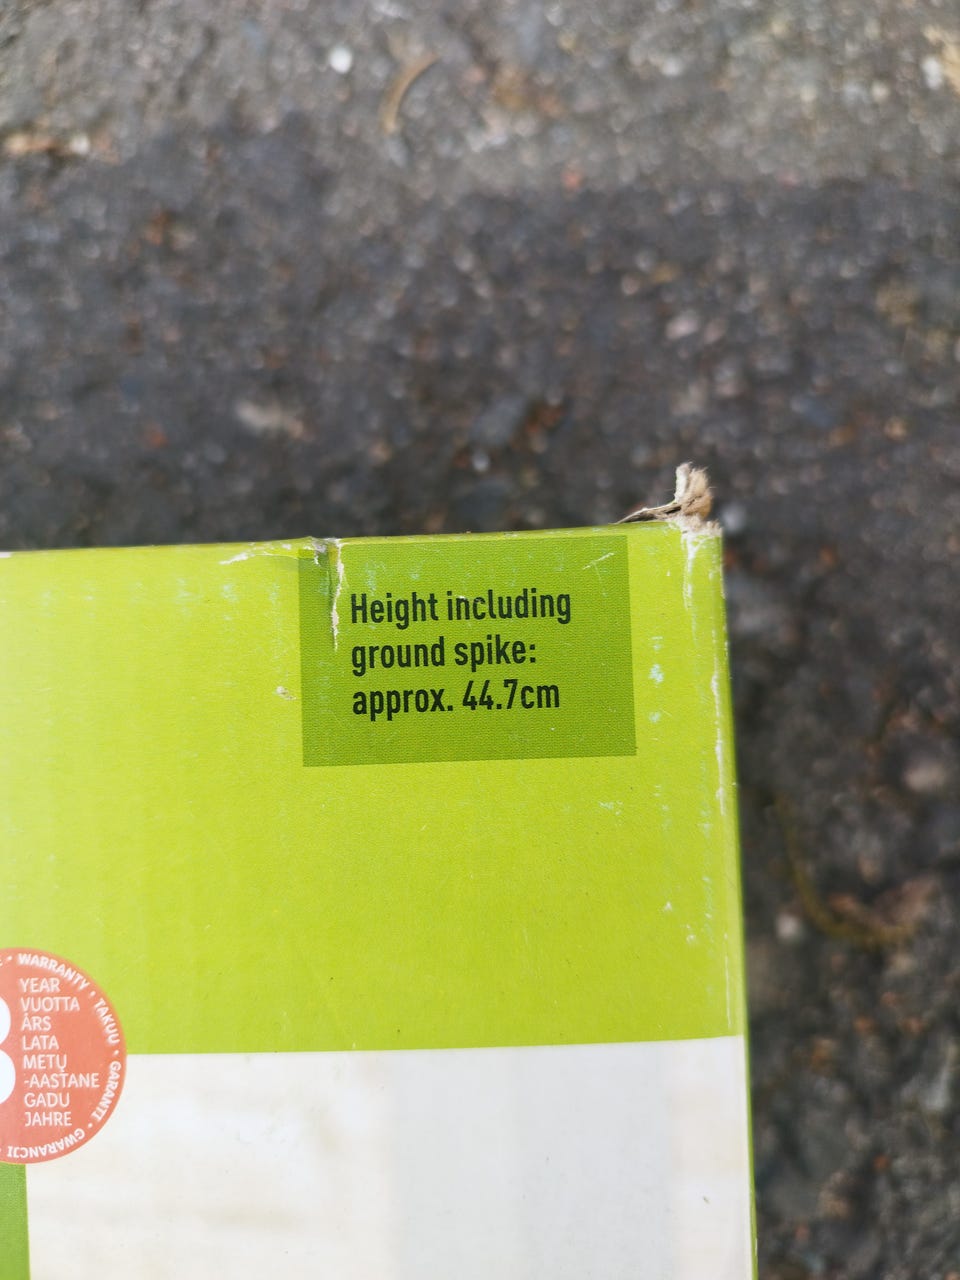 Height including
ground spike:
approx. 44.7cm
WARRANTY • TAKUU • GARANTI • GWARANCJI
YEAR
VUOTTA
ÅRS
LATA
METŲ
-AASTANE
GADU
JAHRE